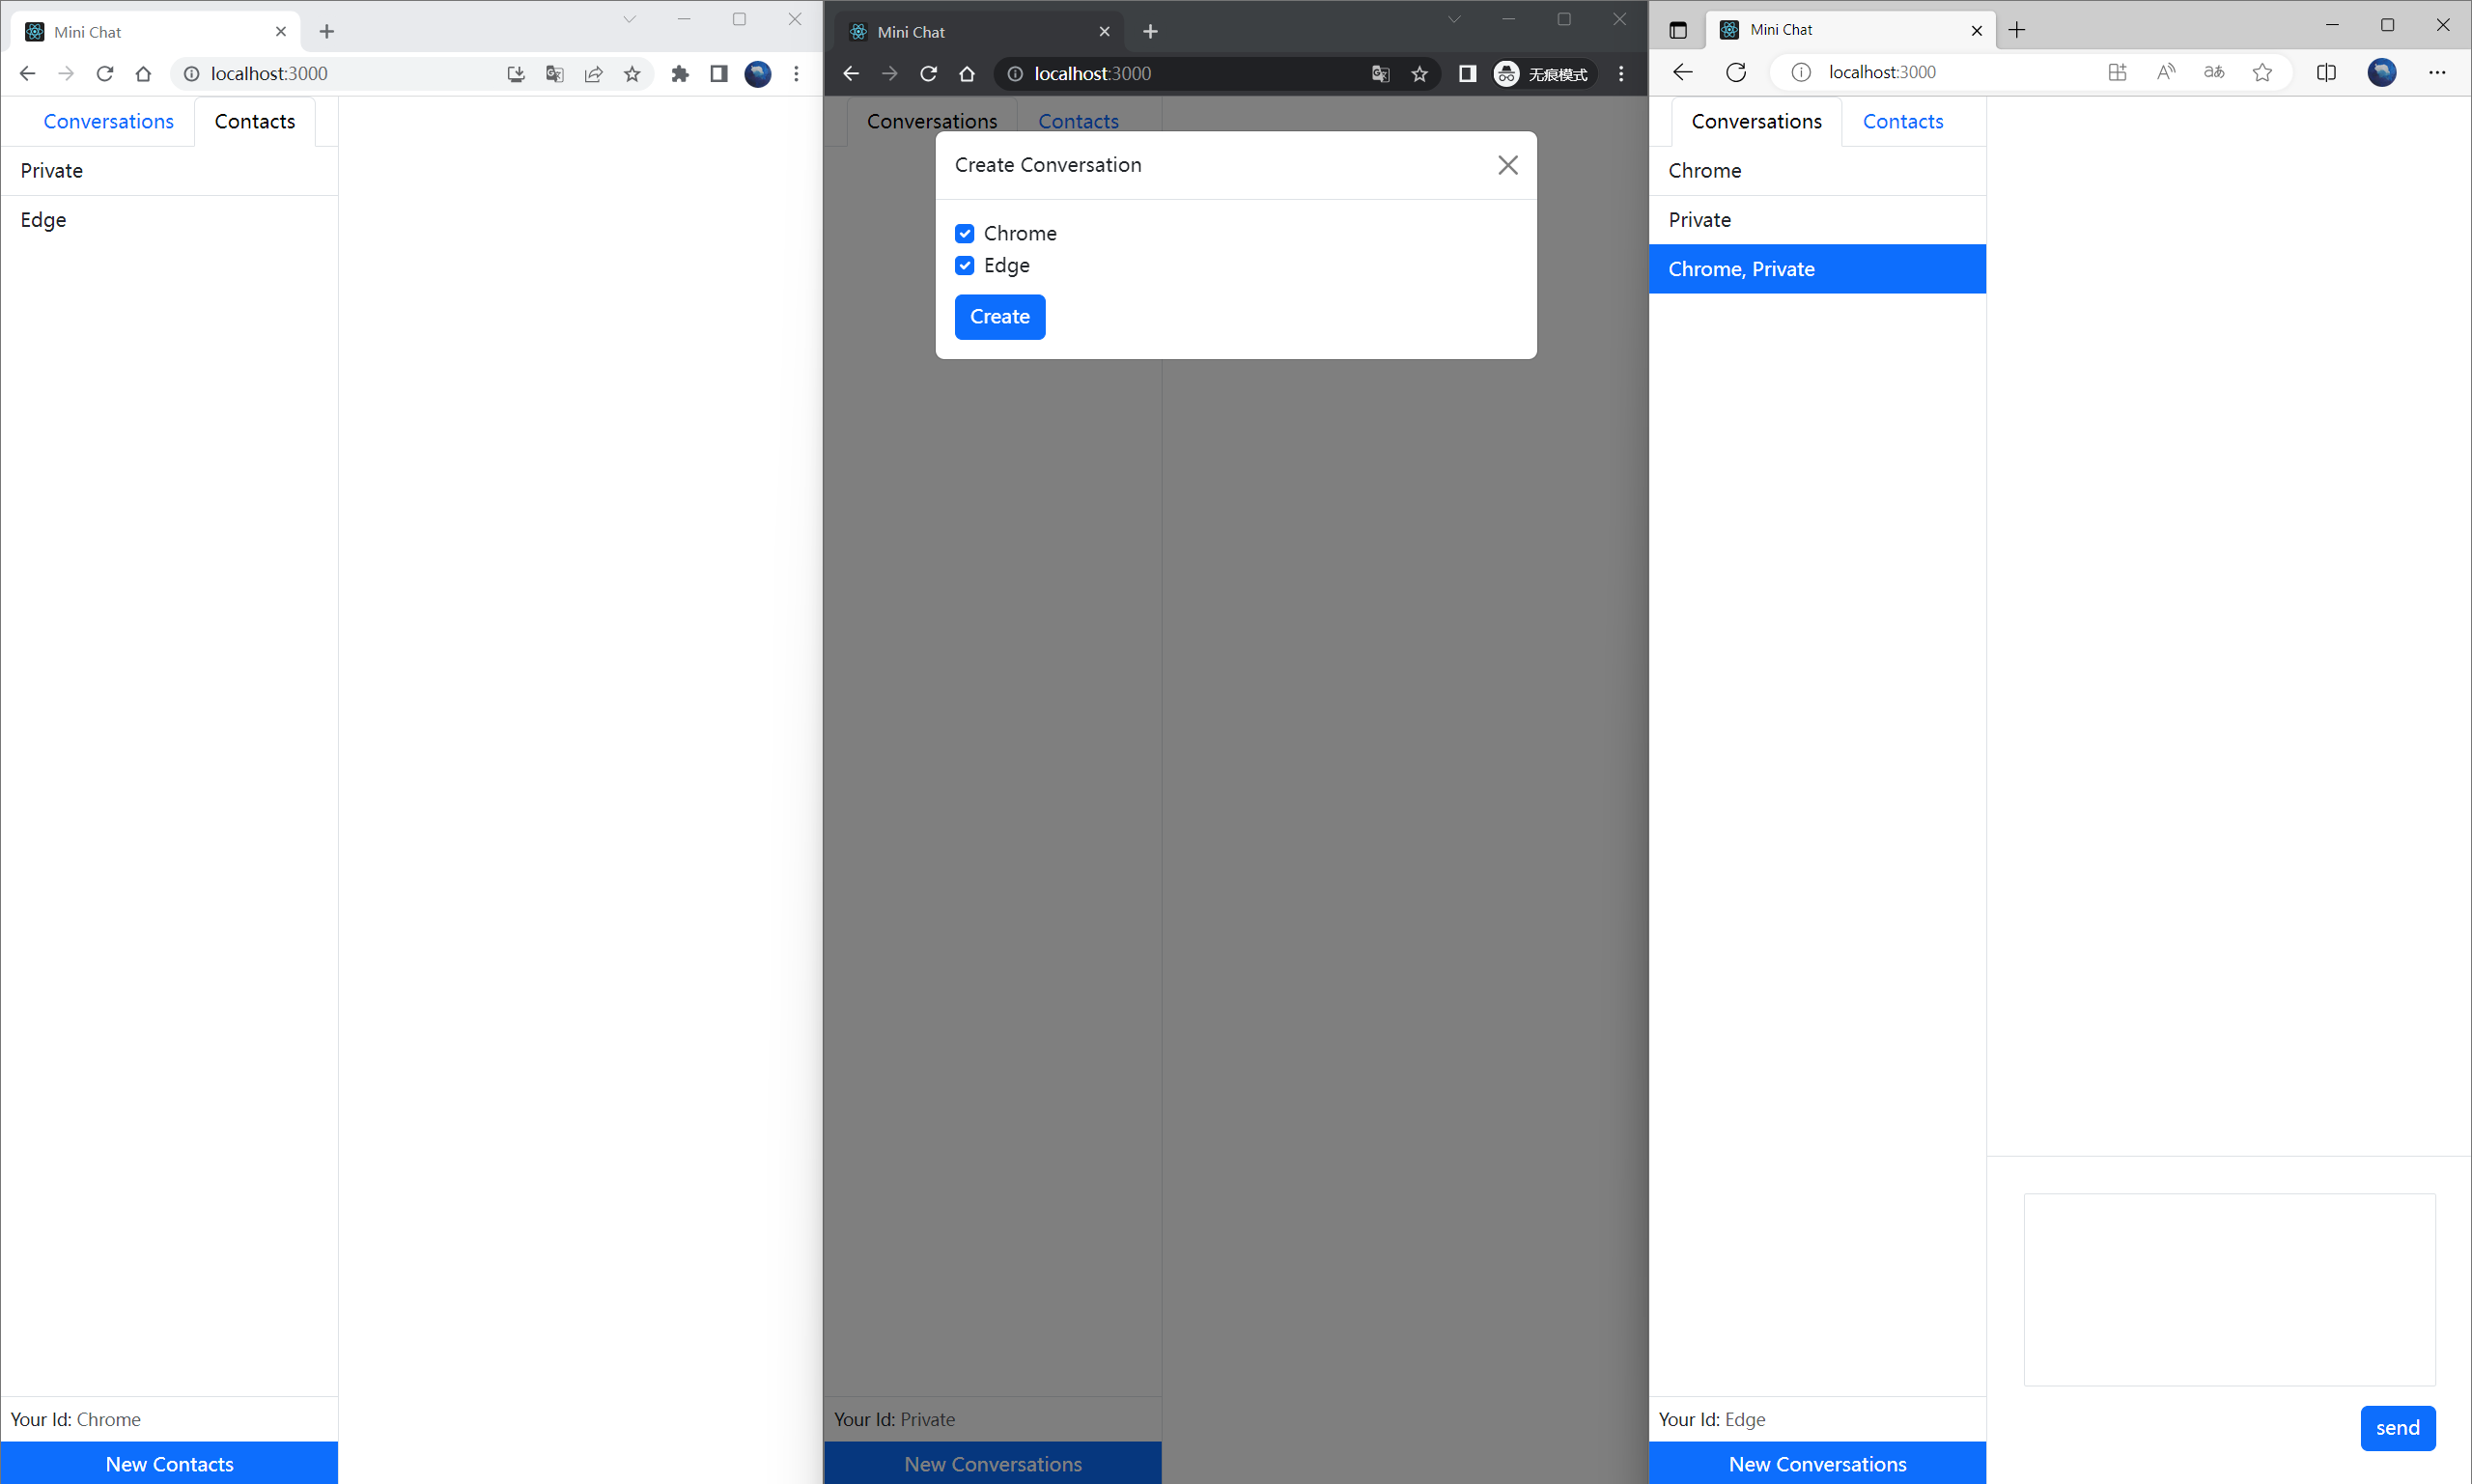 Mini Chat
localhost:3000
Conversations
Contacts
Private
Edge
Your Id: Chrome
New Contacts
Mini Chat
localhost:3000
无痕模式
Conversations
Contacts
Create Conversation
Chrome
Edge
Create
Your Id: Private
New Conversations
Mini Chat
localhost:3000
aあ
Conversations
Contacts
Chrome
Private
Chrome, Private
send
Your Id: Edge
New Conversations